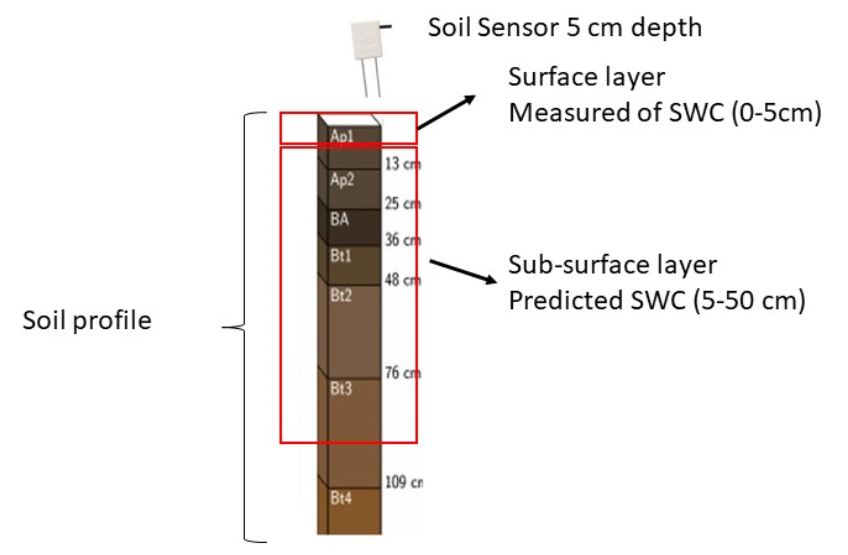 Soil Sensor 5 cm depth
Surface layer
Measured of SWC (0-5cm)
Ap1
13 cm
Ap2
25 cm
BA
36 cm
Bt1
48 cm
Sub-surface layer
Predicted SWC (5-50 cm)
Bt2
Soil profile
76 cm
Bt3
109 cm
Bt4